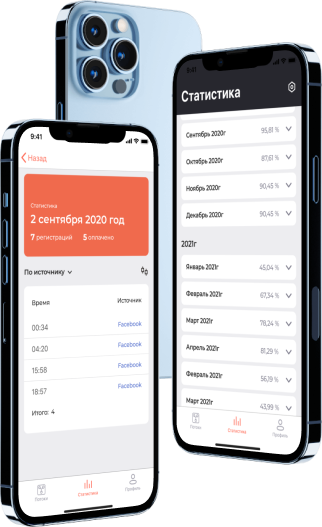 9:41
Назад
Статистика
2 сентября 2020 год
7 регистраций 5 оплачено
По источнику
Время Источник
00:34 Facebook
04:20 Facebook
15:58 Facebook
18:57 Facebook
Итого: 4
Статистика
Профиль
9:41
Статистика
Сентябрь 2020г 95,81 %
Октябрь 2020г 87,61 %
Ноябрь 2020г 90,45 %
Декабрь 2020г 90,45 %
2021г
Январь 2021г 45,04 %
Февраль 2021г 67,34 %
Март 2021г 78,24 %
Апрель 2021г 81,29 %
Февраль 2021г 56,19 %
Март 2021г 43,99 %
Статистика
Профиль